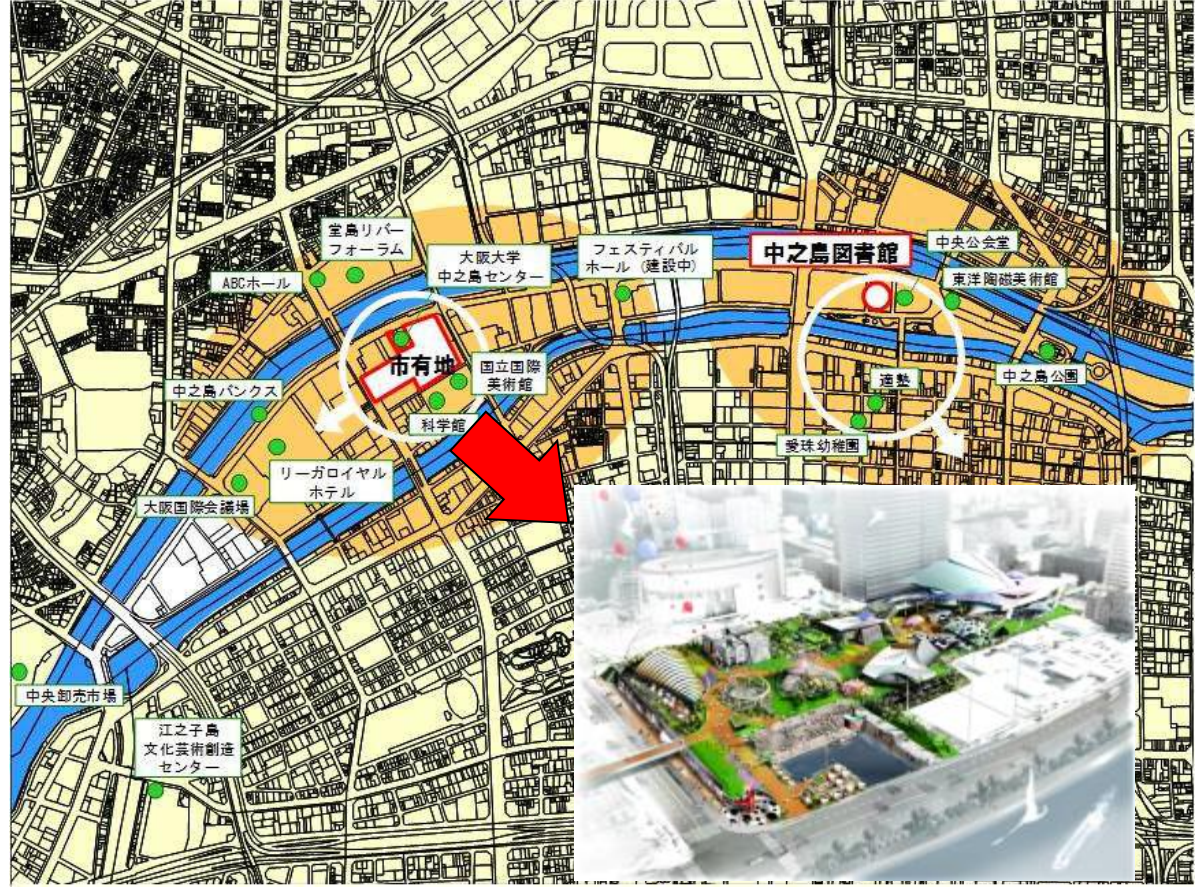 堂島リバー
フォーラム
ABCホール
大阪大学
中之島センター
フェスティバル
ホール（建設中）
中之島図書館
中央公会堂
東洋陶磁美術館
市有地
国立国際
美術館
科学館
中之島バンクス
リーガロイヤル
ホテル
大阪国際会議場
適塾
愛珠幼稚園
中之島公園
中央卸売市場
江之子島
文化芸術創造
センター